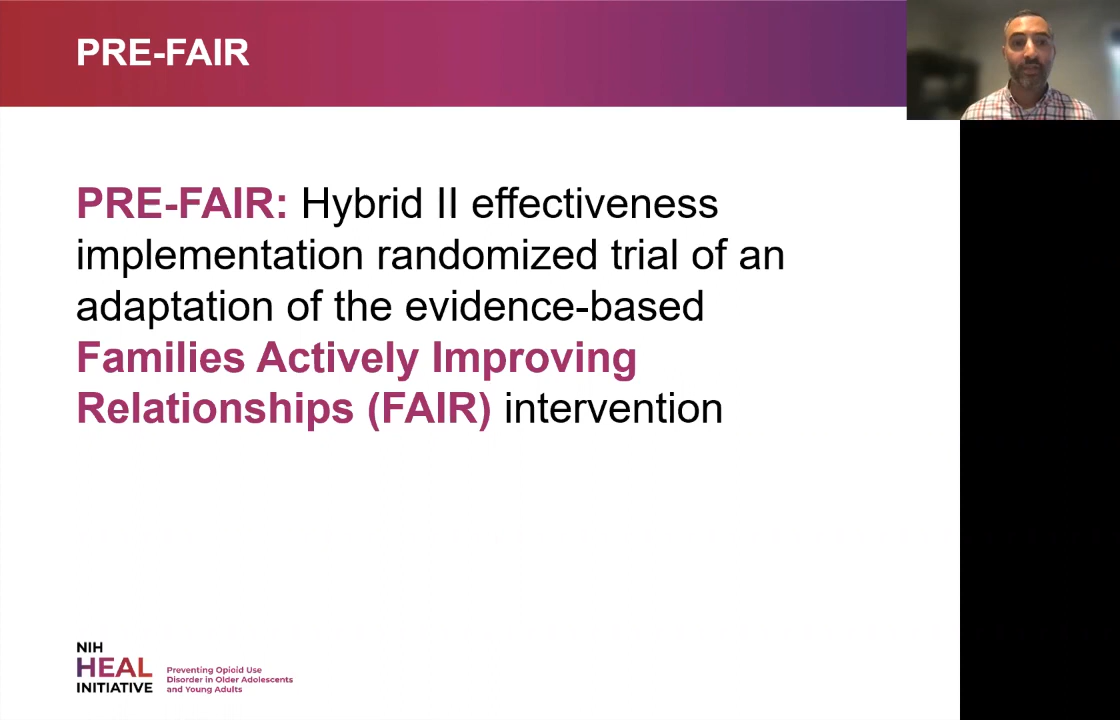 PRE-FAIR
PRE-FAIR: Hybrid II effectiveness
implementation randomized trial of an
adaptation of the evidence-based
Families Actively Improving
Relationships (FAIR) intervention
NIH
HEAL
INITIATIVE
Preventing Opioid Use
Disorder in Older Adolescents
and Young Adults